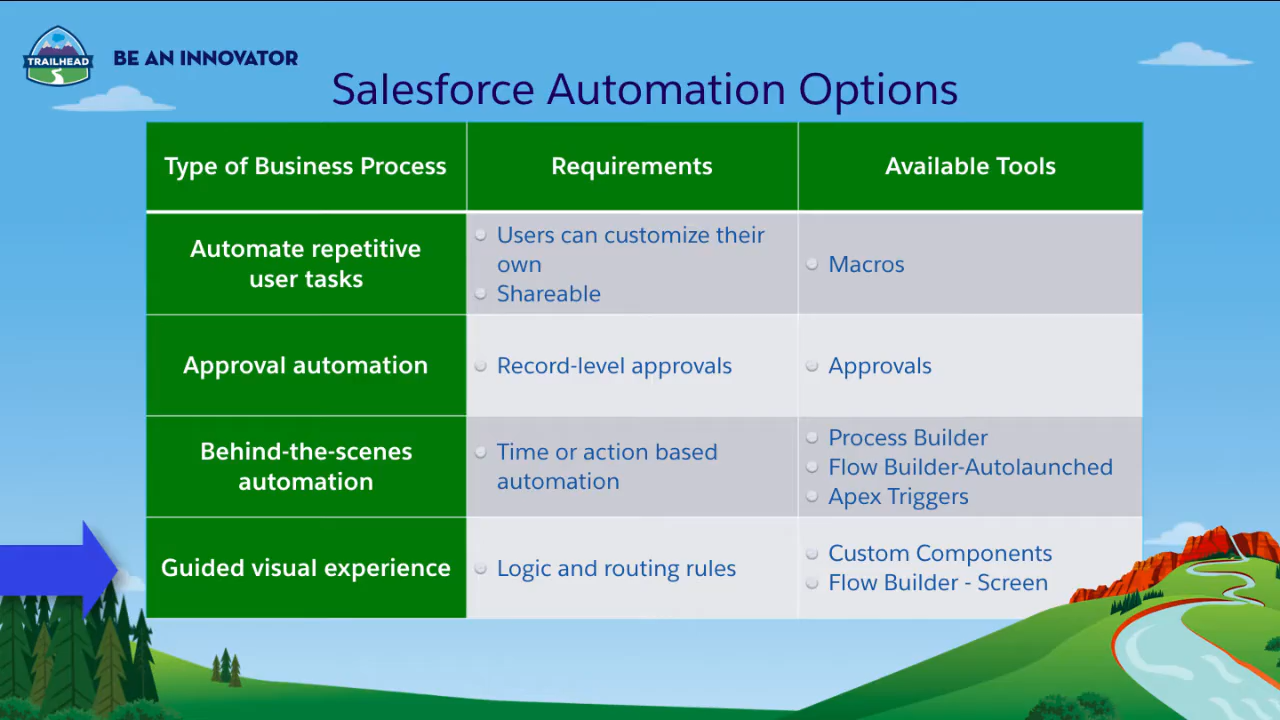 TRAILHEAD
BE AN INNOVATOR
Salesforce Automation Options
Type of Business Process
Requirements
Available Tools
Automate repetitive
user tasks
Users can customize their
own
Shareable
Macros
Approval automation
Record-level approvals
Approvals
Behind-the-scenes
automation
Time or action based
automation
Process Builder
Flow Builder-Autolaunched
Apex Triggers
Guided visual experience
Logic and routing rules
Custom Components
Flow Builder - Screen